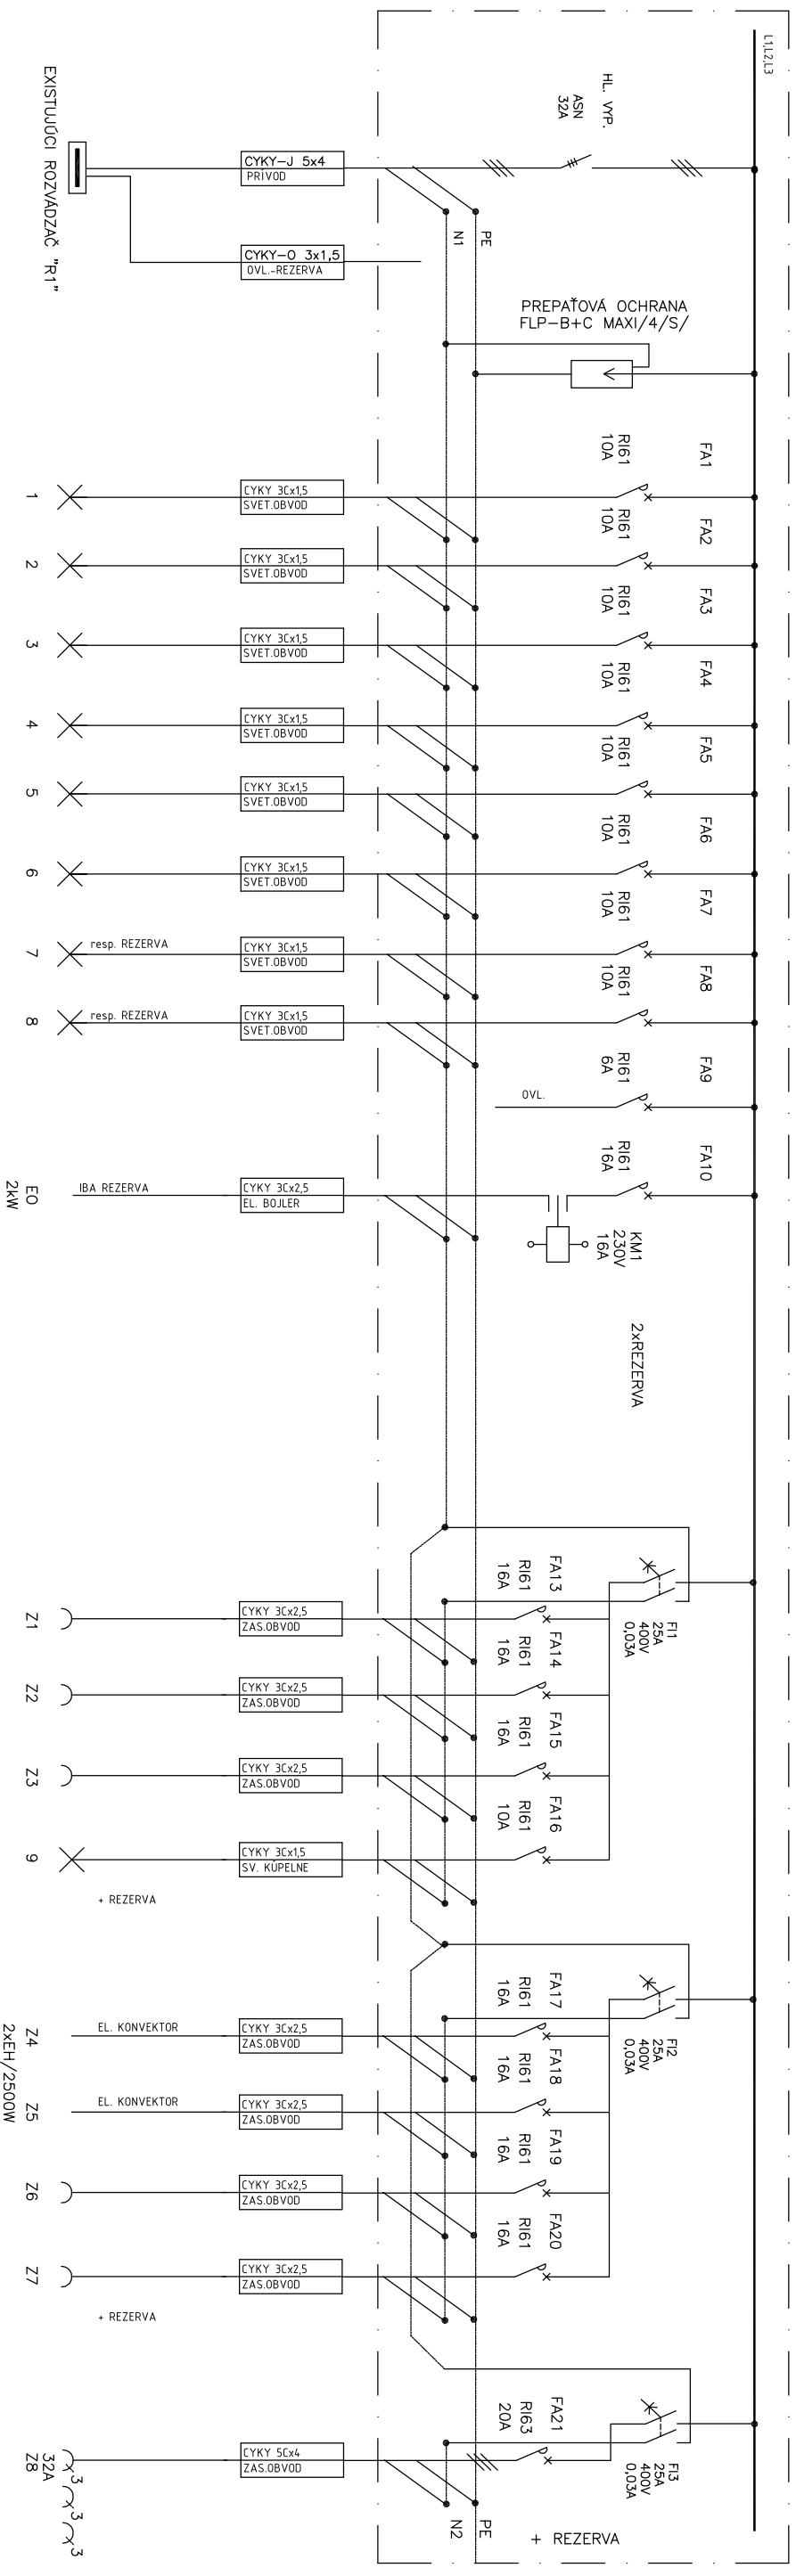 L1,L2,L3
HL. VYP.
ASN
32A
CYKY-J 5x4
PRÍVOD
EXISTUJÚCI ROZVÁDZAČ "R1"
CYKY-O 3x1,5
OVL.-REZERVA
PE
N1
PREPAŤOVÁ OCHRANA
FLP-B+C MAXI/4/S/
FA1
RI61
10A
CYKY 3Cx1,5
SVET.OBVOD
1
FA2
RI61
10A
CYKY 3Cx1,5
SVET.OBVOD
2
FA3
RI61
10A
CYKY 3Cx1,5
SVET.OBVOD
3
FA4
RI61
10A
CYKY 3Cx1,5
SVET.OBVOD
4
FA5
RI61
10A
CYKY 3Cx1,5
SVET.OBVOD
5
FA6
RI61
10A
CYKY 3Cx1,5
SVET.OBVOD
6
FA7
RI61
10A
CYKY 3Cx1,5
SVET.OBVOD
resp. REZERVA
7
FA8
RI61
10A
CYKY 3Cx1,5
SVET.OBVOD
resp. REZERVA
8
FA9
RI61
6A
OVL.
FA10
RI61
16A
KM1
230V
16A
CYKY 3Cx2,5
EL. BOJLER
IBA REZERVA
EO
2kW
2xREZERVA
FI1
25A
400V
0,03A
FA13
RI61
16A
CYKY 3Cx2,5
ZAS.OBVOD
Z1
FA14
RI61
16A
CYKY 3Cx2,5
ZAS.OBVOD
Z2
FA15
RI61
16A
CYKY 3Cx2,5
ZAS.OBVOD
Z3
FA16
RI61
10A
CYKY 3Cx1,5
SV. KÚPELNE
9
+ REZERVA
FI2
25A
400V
0,03A
FA17
RI61
16A
CYKY 3Cx2,5
ZAS.OBVOD
EL. KONVEKTOR
Z4
FA18
RI61
16A
CYKY 3Cx2,5
ZAS.OBVOD
EL. KONVEKTOR
Z5
2xEH/2500W
FA19
RI61
16A
CYKY 3Cx2,5
ZAS.OBVOD
Z6
FA20
RI61
16A
CYKY 3Cx2,5
ZAS.OBVOD
Z7
+ REZERVA
FI3
25A
400V
0,03A
FA21
RI63
20A
CYKY 5Cx4
ZAS.OBVOD
3
3
3
32A
Z8
PE
N2
+ REZERVA